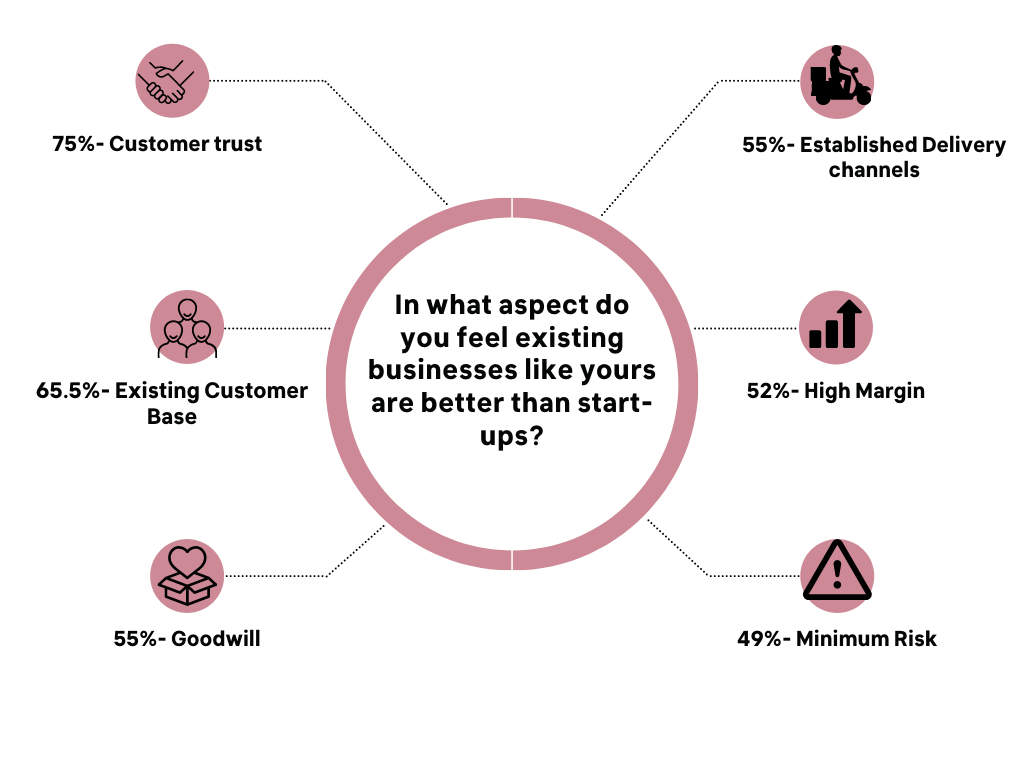 75%- Customer trust
55%- Established Delivery
channels
In what aspect do
you feel existing
businesses like yours
are better than start-
ups?
65.5%- Existing Customer
Base
52%- High Margin
55%- Goodwill
49%- Minimum Risk